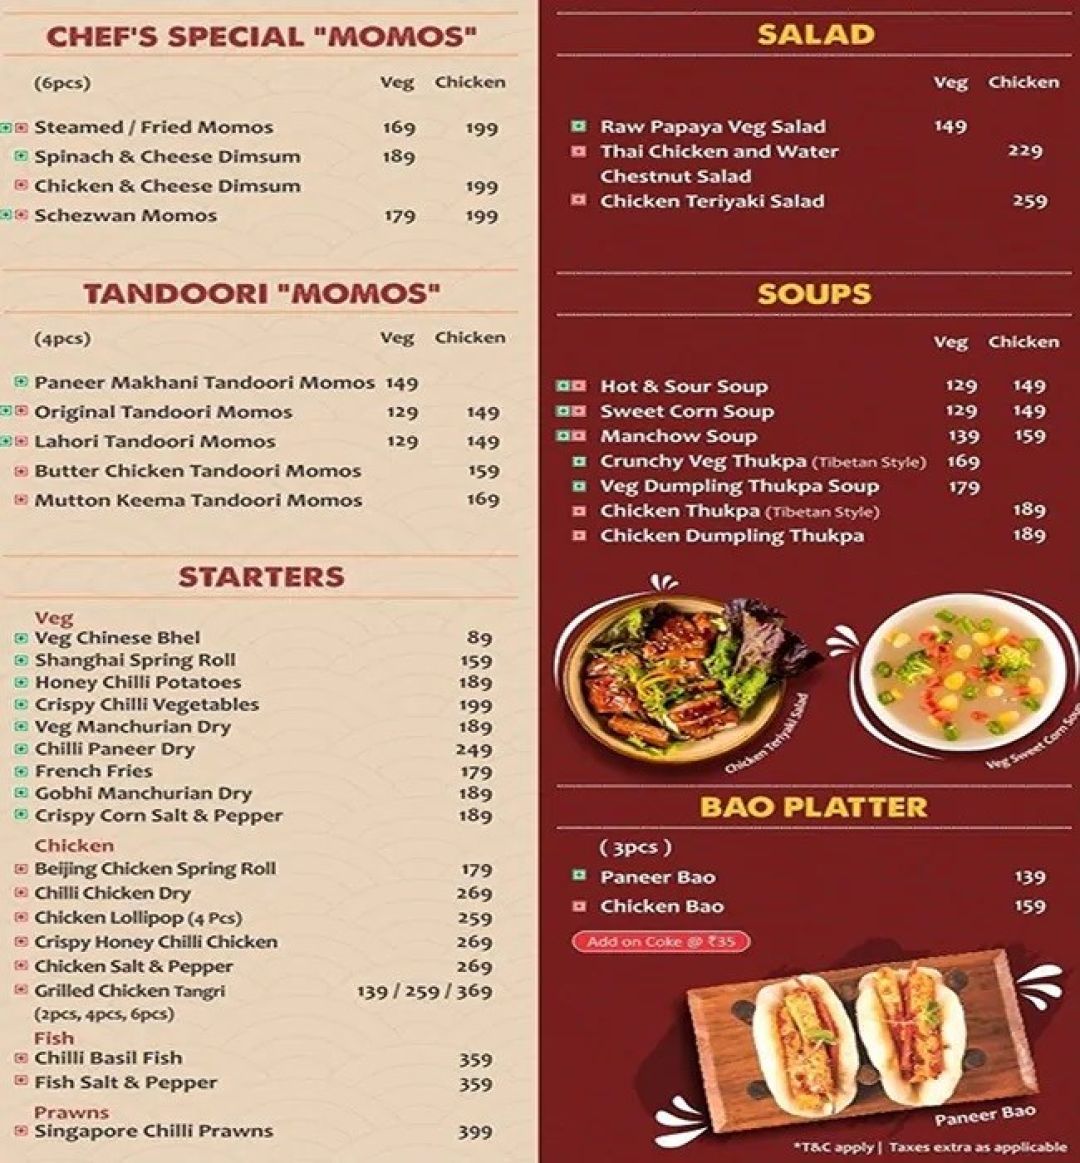 CHEF'S SPECIAL "MOMOS"
(6pcs) Veg Chicken
Steamed / Fried Momos 169 199
Spinach & Cheese Dimsum 189
Chicken & Cheese Dimsum 199
Schezwan Momos 179 199
TANDOORI "MOMOS"
(4pcs) Veg Chicken
Paneer Makhani Tandoori Momos 149
Original Tandoori Momos 129 149
Lahori Tandoori Momos 129 149
Butter Chicken Tandoori Momos 159
Mutton Keema Tandoori Momos 169
STARTERS
Veg
Veg Chinese Bhel 89
Shanghai Spring Roll 159
Honey Chilli Potatoes 189
Crispy Chilli Vegetables 199
Veg Manchurian Dry 189
Chilli Paneer Dry 249
French Fries 179
Gobhi Manchurian Dry 189
Crispy Corn Salt & Pepper 189
Chicken
Beijing Chicken Spring Roll 179
Chilli Chicken Dry 269
Chicken Lollipop (4 Pcs) 259
Crispy Honey Chilli Chicken 269
Chicken Salt & Pepper 269
Grilled Chicken Tangri 139 / 259 / 369
(2pcs, 4pcs, 6pcs)
Fish
Chilli Basil Fish 359
Fish Salt & Pepper 359
Prawns
Singapore Chilli Prawns 399
SALAD
Veg Chicken
Raw Papaya Veg Salad 149
Thai Chicken and Water 229
Chestnut Salad
Chicken Teriyaki Salad 259
SOUPS
Veg Chicken
Hot & Sour Soup 129 149
Sweet Corn Soup 129 149
Manchow Soup 139 159
Crunchy Veg Thukpa (Tibetan Style) 169
Veg Dumpling Thukpa Soup 179
Chicken Thukpa (Tibetan Style) 189
Chicken Dumpling Thukpa 189
Chicken Teriyaki Salad
Veg Sweet Corn Soup
BAO PLATTER
( 3pcs )
Paneer Bao 139
Chicken Bao 159
Add on Coke @ ₹35
Paneer Bao
*T&C apply | Taxes extra as applicable